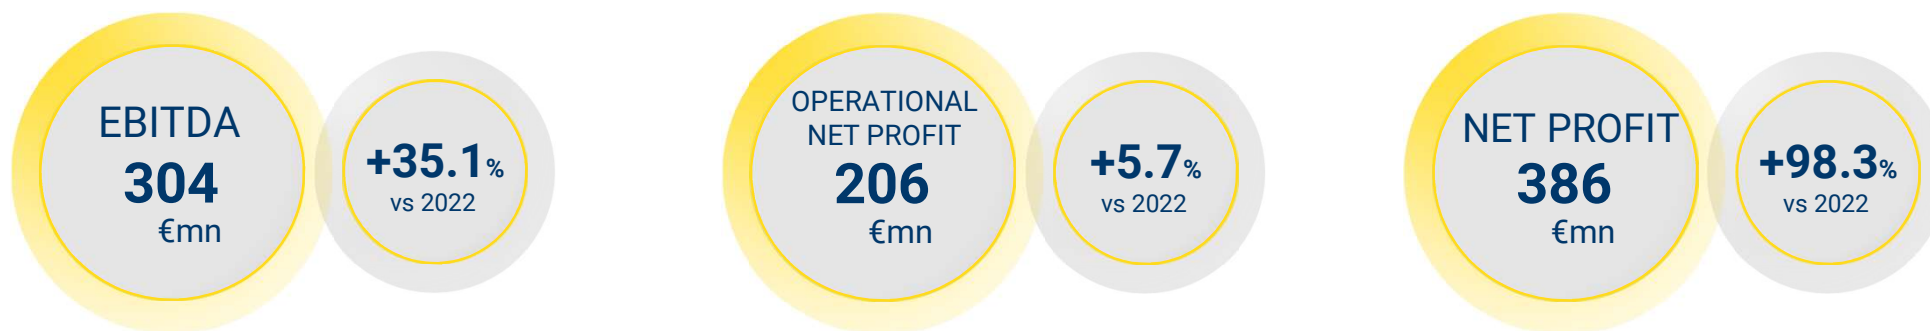 EBITDA
304
€mn
+35.1%
vs 2022
OPERATIONAL
NET PROFIT
206
€mn
+5.7%
vs 2022
NET PROFIT
386
€mn
+98.3%
vs 2022